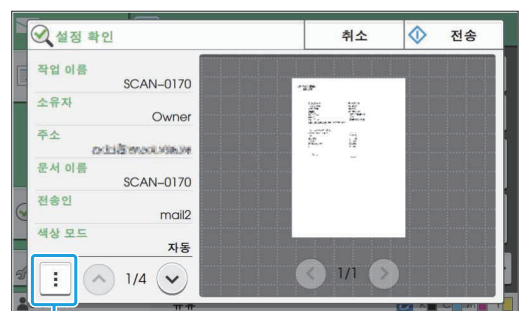 설정 확인
취소
전송
작업 이름
SCAN-0170
소유자
Owner
주소
문서 이름
SCAN-0170
전송인
mail2
색상 모드
자동
1/4
1/1